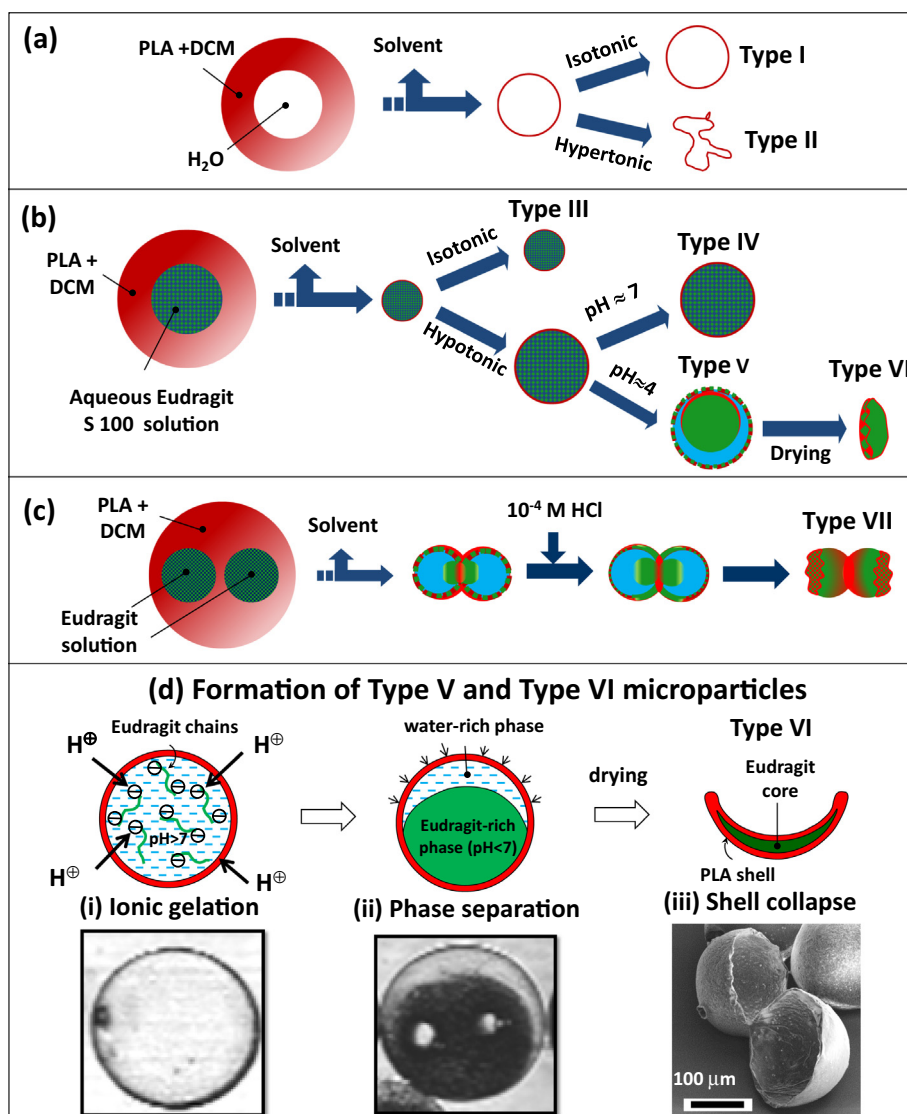 (a)
PLA +DCM
H₂O
Solvent
Isotonic
Hypertonic
Type I
Type II
(b)
PLA +
DCM
Aqueous Eudragit
S 100 solution
Solvent
Isotonic
Hypotonic
Type III
pH ≈ 7
pH≈4
Type IV
Type V
Drying
Type VI
(c)
PLA +
DCM
Eudragit
solution
Solvent
10⁻⁴ M HCl
Type VII
(d) Formation of Type V and Type VI microparticles
Eudragit chains
H⊕
H⊕
H⊕
H⊕
pH>7
(i) Ionic gelation
water-rich phase
Eudragit-rich
phase (pH<7)
(ii) Phase separation
drying
Type VI
Eudragit
core
PLA shell
(iii) Shell collapse
100 μm